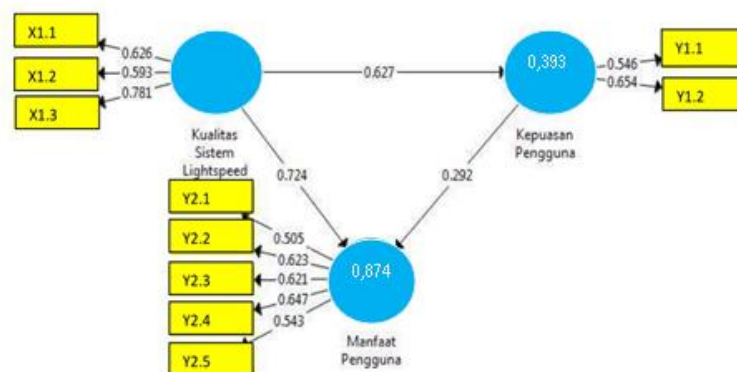 X1.1
X1.2
X1.3
0.626
0.593
0.781
Kualitas
Sistem
Lightspeed
0.627
0,393
Kepuasan
Pengguna
0.546
0.654
Y1.1
Y1.2
0.724
0.292
Y2.1
Y2.2
Y2.3
Y2.4
Y2.5
0.505
0.623
0.621
0.647
0.543
0,874
Manfaat
Pengguna